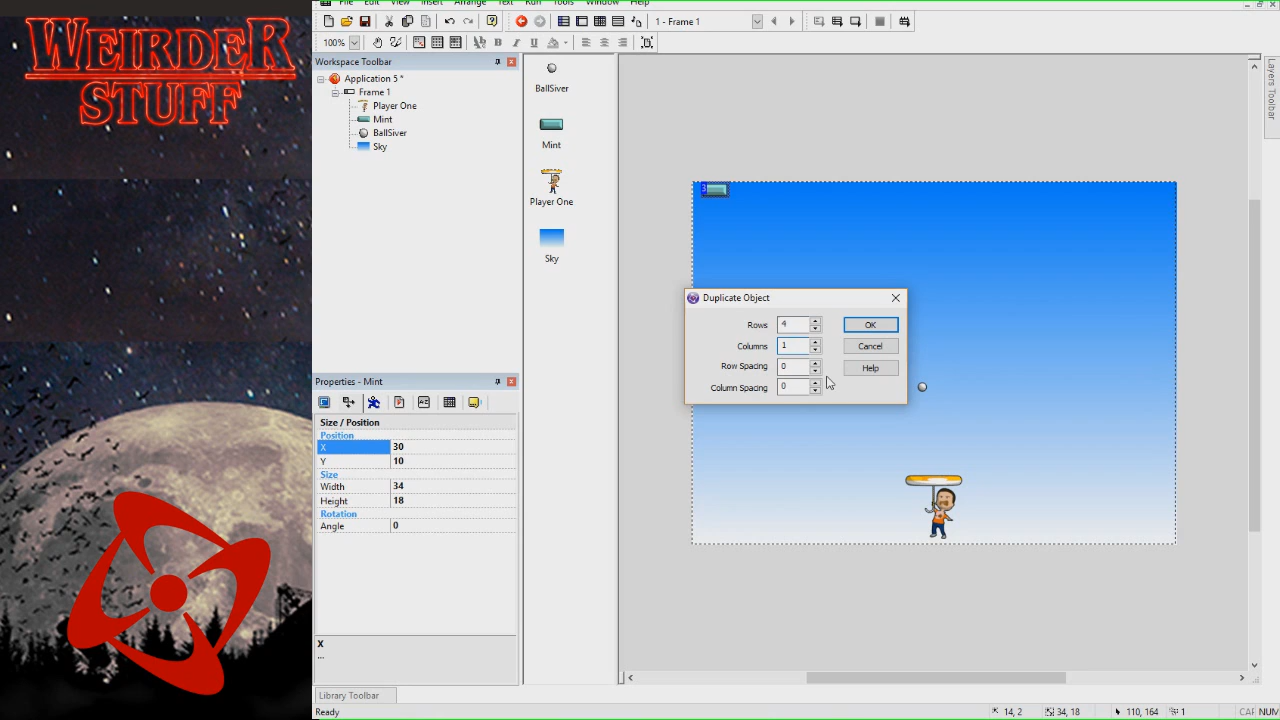 WEIRDER
STUFF
File Edit View Insert Arrange Text Run Tools Window Help
1 - Frame 1
100%
B I U
Workspace Toolbar
Application 5 *
Frame 1
Player One
Mint
BallSiver
Sky
BallSiver
Mint
Player One
Sky
Layers Toolbar
3
Duplicate Object
Rows 4 OK
Columns 1 Cancel
Row Spacing 0 Help
Column Spacing 0
Properties - Mint
Size / Position
Position
X 30
Y 10
Size
Width 34
Height 18
Rotation
Angle 0
X
...
Library Toolbar
Ready
14, 2
34, 18
110, 164
1
CAP
NUM